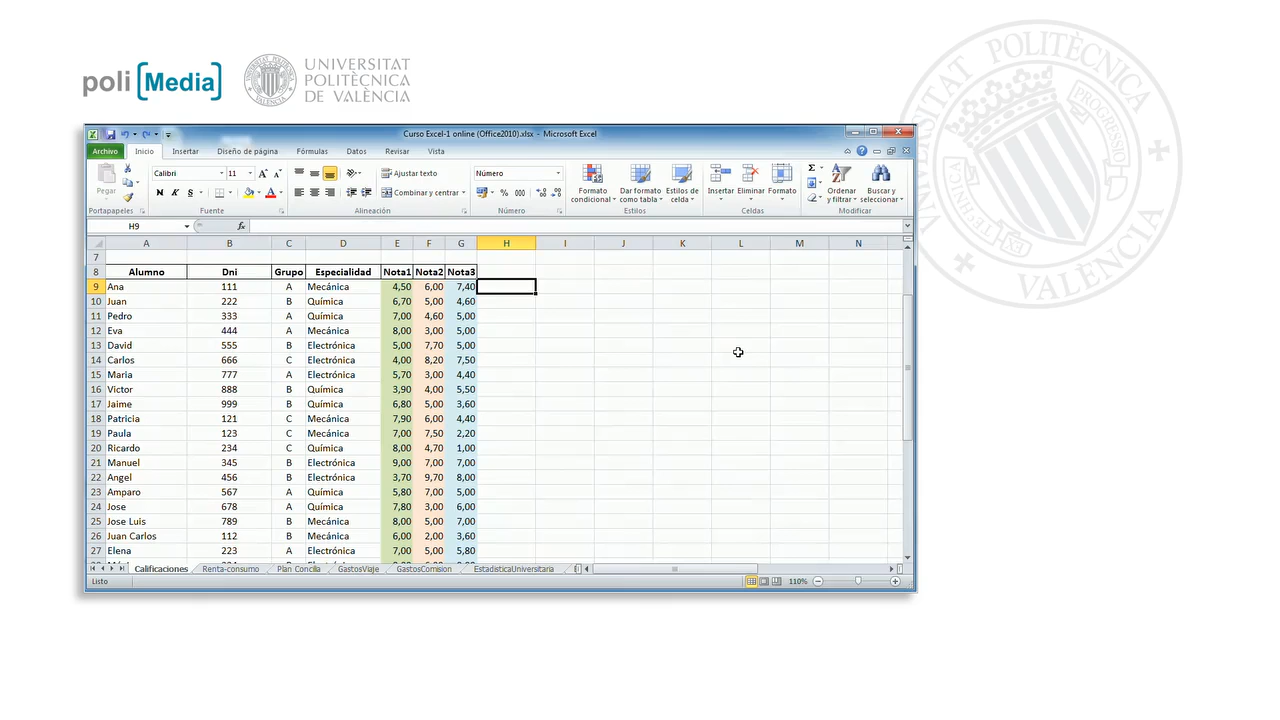 poli [Media]
UNIVERSITAT
POLITÈCNICA
DE VALÈNCIA
UNIVERSITAT POLITÈCNICA DE VALÈNCIA
PROGRESSIO
Curso Excel-1 online (Office2010).xlsx - Microsoft Excel
Archivo Inicio Insertar Diseño de página Fórmulas Datos Revisar Vista
Pegar
Calibri 11
N K S
Ajustar texto
Combinar y centrar
Número
% 000
Formato condicional
Dar formato como tabla
Estilos de celda
Insertar Eliminar Formato
Ordenar y filtrar
Buscar y seleccionar
Portapapeles Fuente Alineación Número Estilos Celdas Modificar
H9 fx
A B C D E F G H I J K L M N
7
8 Alumno Dni Grupo Especialidad Nota1 Nota2 Nota3
9 Ana 111 A Mecánica 4,50 6,00 7,40
10 Juan 222 B Química 6,70 5,00 4,60
11 Pedro 333 A Química 7,00 4,60 5,00
12 Eva 444 A Mecánica 8,00 3,00 5,00
13 David 555 B Electrónica 5,00 7,70 5,00
14 Carlos 666 C Electrónica 4,00 8,20 7,50
15 Maria 777 A Electrónica 5,70 3,00 4,40
16 Victor 888 B Química 3,90 4,00 5,50
17 Jaime 999 B Química 6,80 5,00 3,60
18 Patricia 121 C Mecánica 7,90 6,00 4,40
19 Paula 123 C Mecánica 7,00 7,50 2,20
20 Ricardo 234 C Química 8,00 4,70 1,00
21 Manuel 345 B Electrónica 9,00 7,00 7,00
22 Angel 456 B Electrónica 3,70 9,70 8,00
23 Amparo 567 A Química 5,80 7,00 5,00
24 Jose 678 A Química 7,80 3,00 6,00
25 Jose Luis 789 B Mecánica 8,00 5,00 7,00
26 Juan Carlos 112 B Mecánica 6,00 2,00 3,60
27 Elena 223 A Electrónica 7,00 5,00 5,80
Calificaciones Renta-consumo Plan Concilia GastosViaje GastosComision EstadisticaUniversitaria
Listo 110%